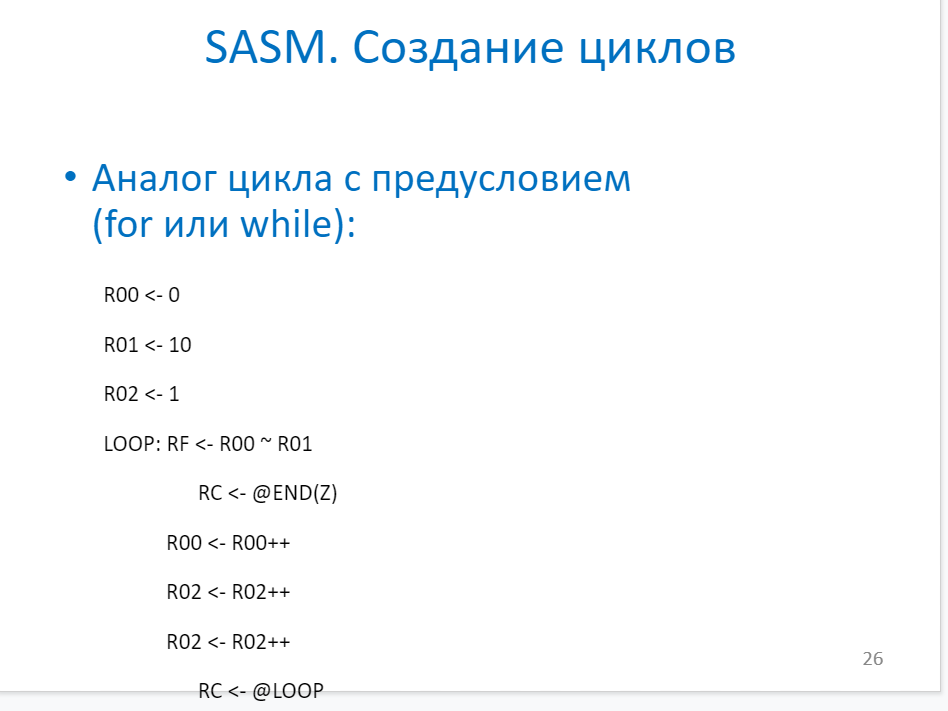 SASM. Создание циклов
• Аналог цикла с предусловием
(for или while):
R00 <- 0
R01 <- 10
R02 <- 1
LOOP: RF <- R00 ~ R01
RC <- @END(Z)
R00 <- R00++
R02 <- R02++
R02 <- R02++
26
RC <- @LOOP